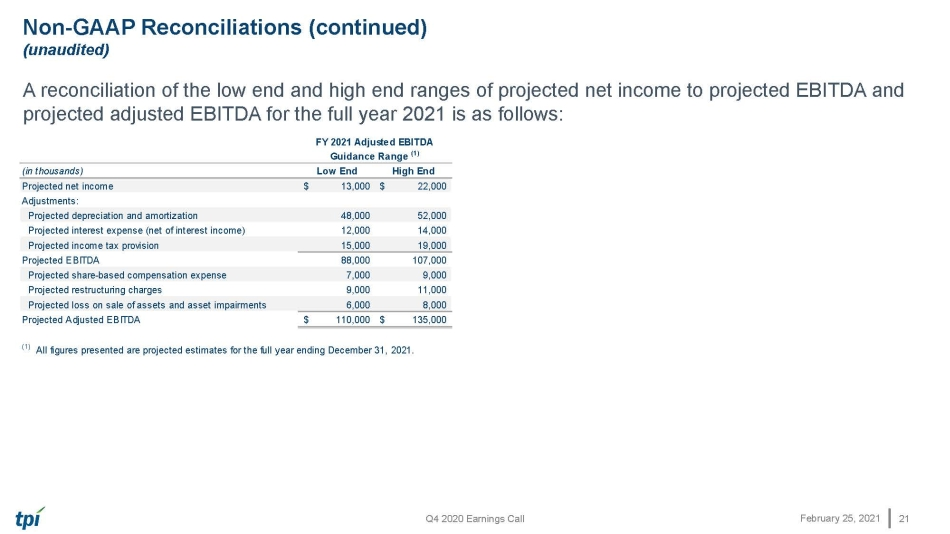 Non-GAAP Reconciliations (continued)
(unaudited)
A reconciliation of the low end and high end ranges of projected net income to projected EBITDA and
projected adjusted EBITDA for the full year 2021 is as follows:
FY 2021 Adjusted EBITDA
Guidance Range (1)
(in thousands) Low End High End
Projected net income $ 13,000 $ 22,000
Adjustments:
Projected depreciation and amortization 48,000 52,000
Projected interest expense (net of interest income) 12,000 14,000
Projected income tax provision 15,000 19,000
Projected EBITDA 88,000 107,000
Projected share-based compensation expense 7,000 9,000
Projected restructuring charges 9,000 11,000
Projected loss on sale of assets and asset impairments 6,000 8,000
Projected Adjusted EBITDA $ 110,000 $ 135,000
(1) All figures presented are projected estimates for the full year ending December 31, 2021.
tpi Q4 2020 Earnings Call February 25, 2021 21